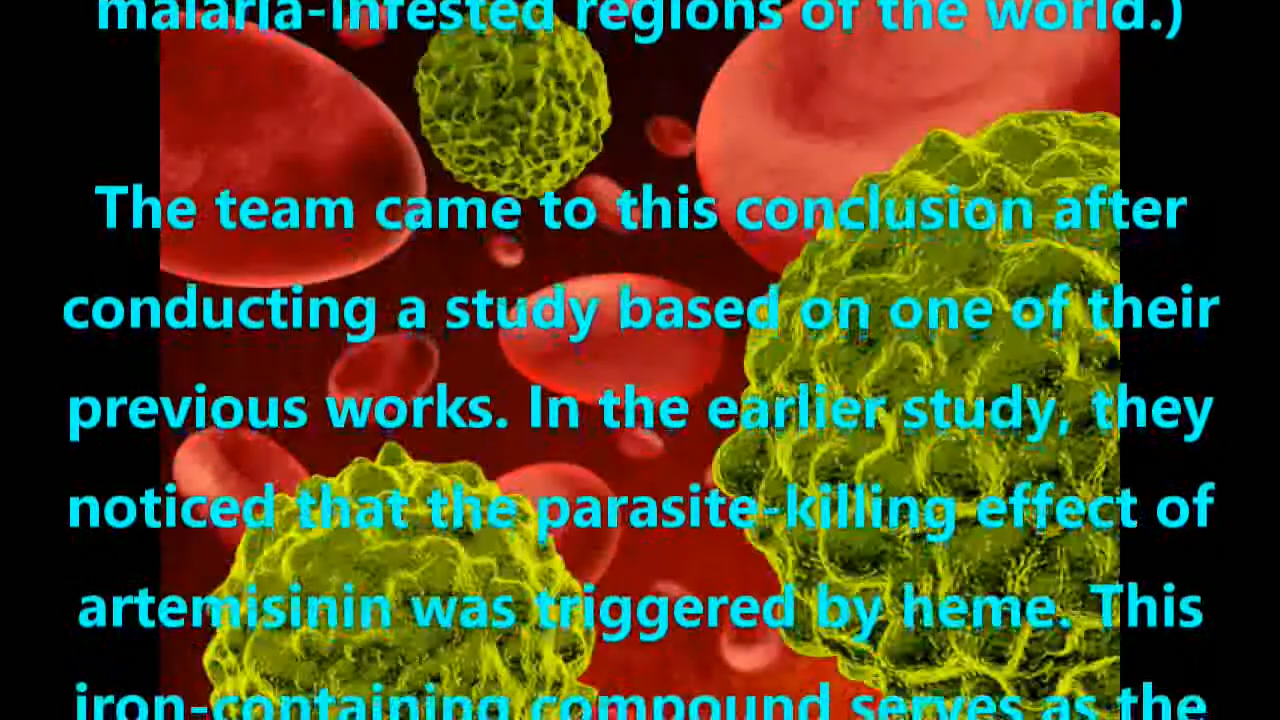 malaria-infested regions of the world.)
The team came to this conclusion after
conducting a study based on one of their
previous works. In the earlier study, they
noticed that the parasite-killing effect of
artemisinin was triggered by heme. This
iron-containing compound serves as the